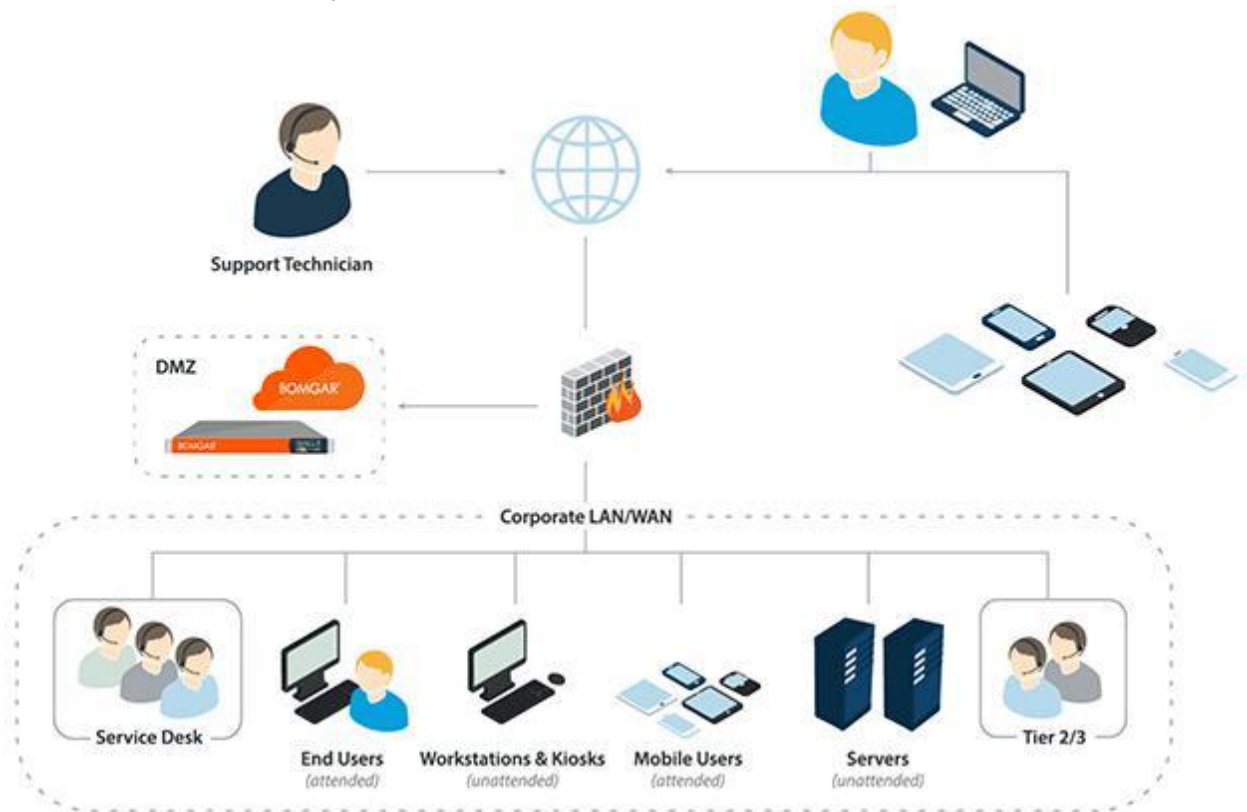 Support Technician
DMZ
BOMGAR
BOMGAR
Corporate LAN/WAN
Service Desk
End Users
(attended)
Workstations & Kiosks
(unattended)
Mobile Users
(attended)
Servers
(unattended)
Tier 2/3